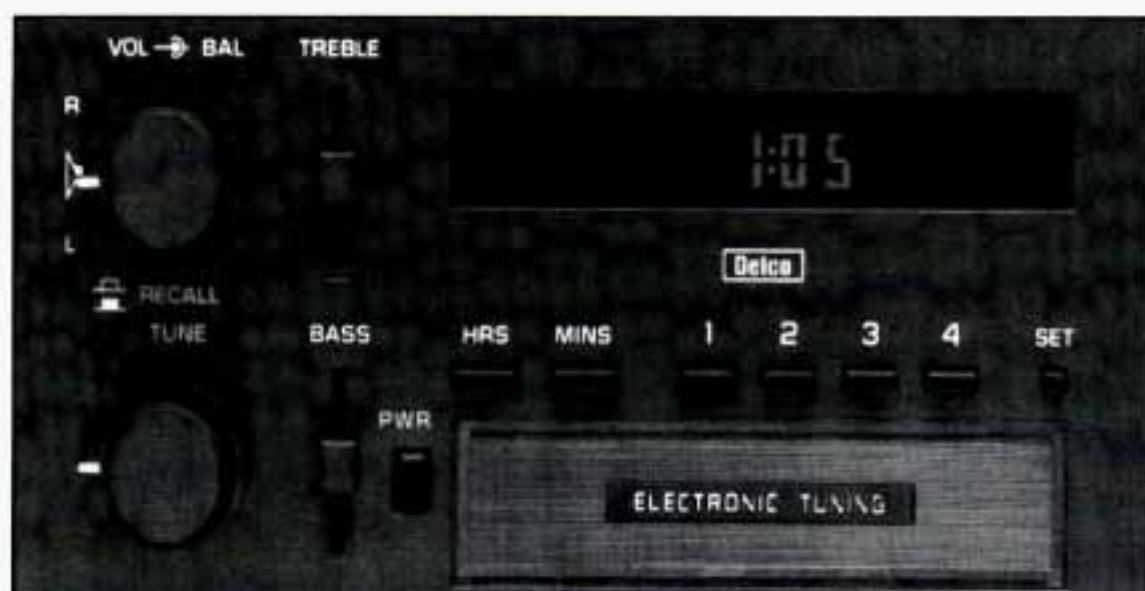 VOL BAL TREBLE
R
1:05
L
Delco
RECALL
TUNE BASS HRS MINS 1 2 3 4 SET
PWR
ELECTRONIC TUNING